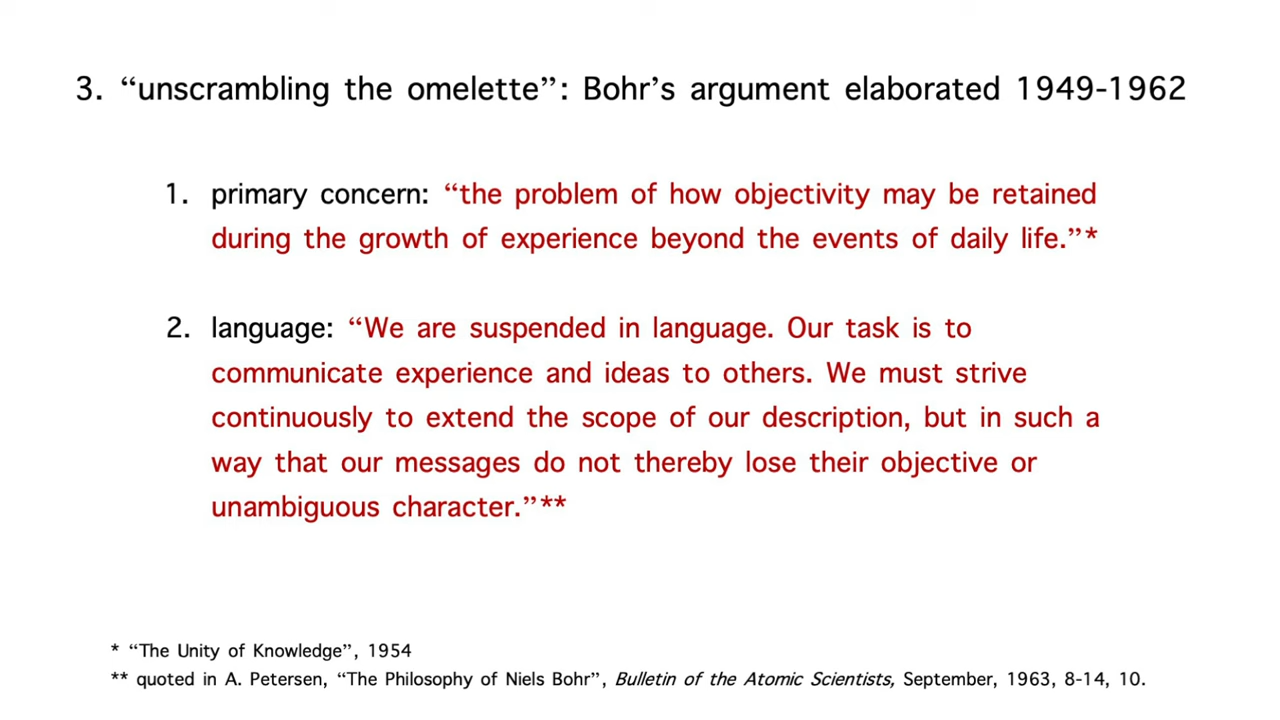 3. “unscrambling the omelette”: Bohr’s argument elaborated 1949-1962
1. primary concern: “the problem of how objectivity may be retained
during the growth of experience beyond the events of daily life.”*
2. language: “We are suspended in language. Our task is to
communicate experience and ideas to others. We must strive
continuously to extend the scope of our description, but in such a
way that our messages do not thereby lose their objective or
unambiguous character.”**
* “The Unity of Knowledge”, 1954
** quoted in A. Petersen, “The Philosophy of Niels Bohr”, Bulletin of the Atomic Scientists, September, 1963, 8-14, 10.